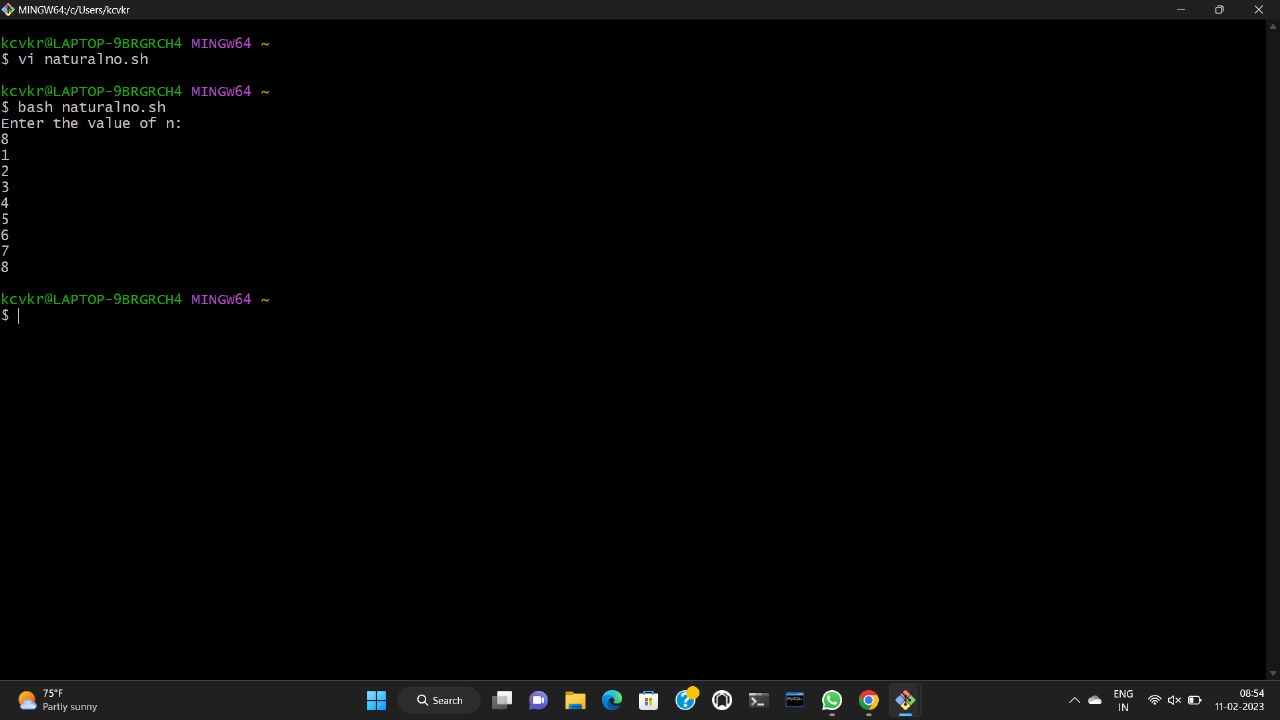 MINGW64:/c/Users/kcvkr
kcvkr@LAPTOP-9BRGRCH4 MINGW64 ~
$ vi naturalno.sh
kcvkr@LAPTOP-9BRGRCH4 MINGW64 ~
$ bash naturalno.sh
Enter the value of n:
8
1
2
3
4
5
6
7
8
kcvkr@LAPTOP-9BRGRCH4 MINGW64 ~
$
75°F
Partly sunny
Search
MySQL
ENG
IN
08:54
11-02-2023